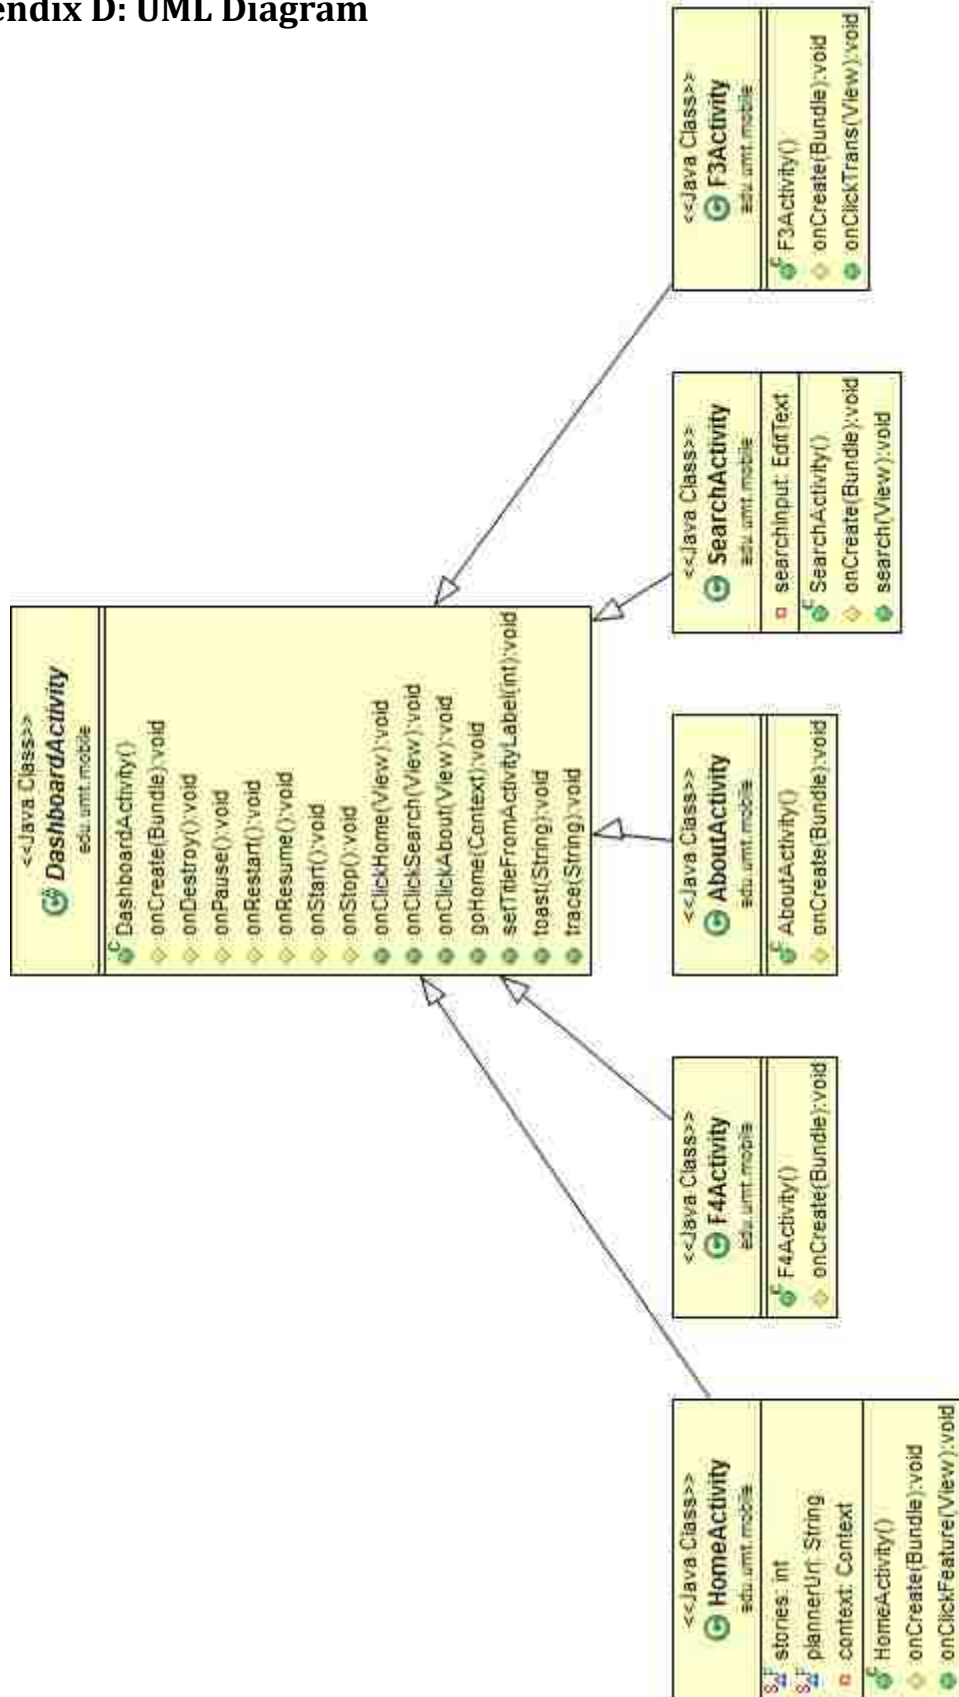 endix D: UML Diagram
<<Java Class>>
DashboardActivity
edu.umt.mobile
DashboardActivity()
onCreate(Bundle):void
onDestroy():void
onPause():void
onRestart():void
onResume():void
onStart():void
onStop():void
onClickHome(View):void
onClickSearch(View):void
onClickAbout(View):void
goHome(Context):void
setTitleFromActivityLabel(int):void
toast(String):void
trace(String):void
<<Java Class>>
HomeActivity
edu.umt.mobile
stories: int
plannerUrl: String
context: Context
HomeActivity()
onCreate(Bundle):void
onClickFeature(View):void
<<Java Class>>
F4Activity
edu.umt.mobile
F4Activity()
onCreate(Bundle):void
<<Java Class>>
AboutActivity
edu.umt.mobile
AboutActivity()
onCreate(Bundle):void
<<Java Class>>
SearchActivity
edu.umt.mobile
searchInput: EditText
SearchActivity()
onCreate(Bundle):void
search(View):void
<<Java Class>>
F3Activity
edu.umt.mobile
F3Activity()
onCreate(Bundle):void
onClickTrans(View):void